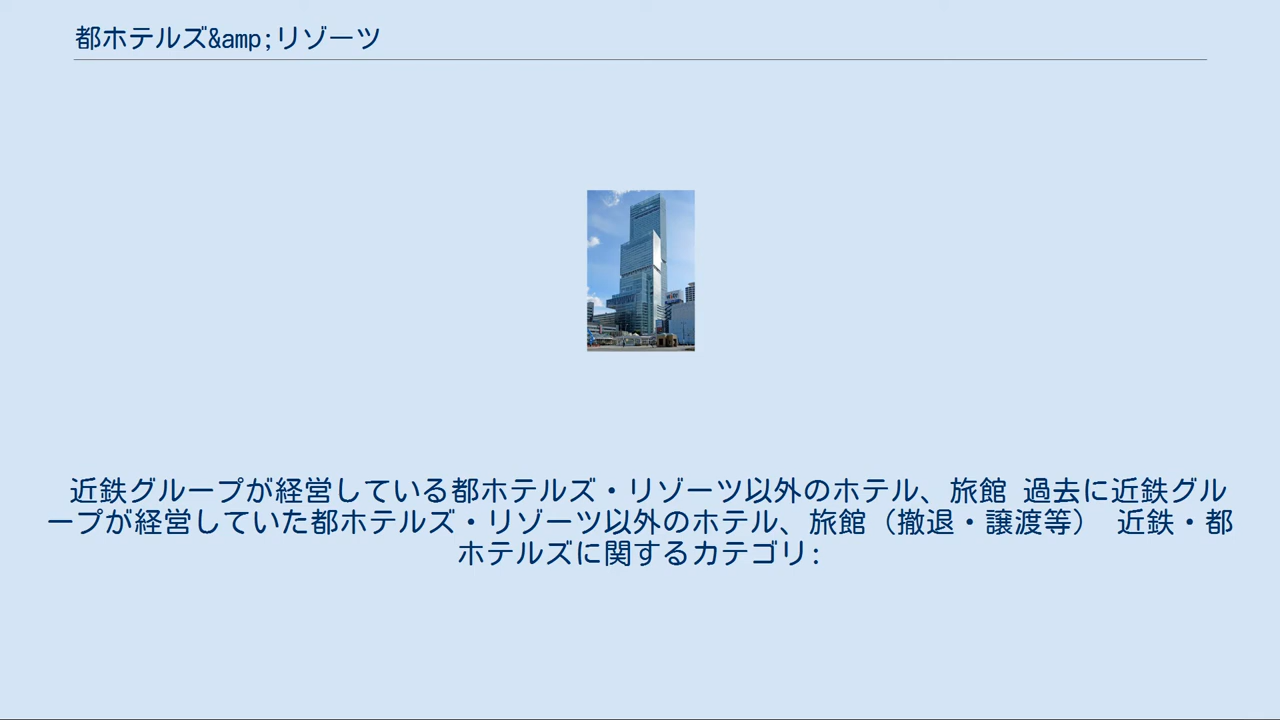 都ホテルズ&amp;リゾーツ
近鉄グループが経営している都ホテルズ・リゾーツ以外のホテル、旅館 過去に近鉄グル
ープが経営していた都ホテルズ・リゾーツ以外のホテル、旅館（撤退・譲渡等） 近鉄・都
ホテルズに関するカテゴリ: